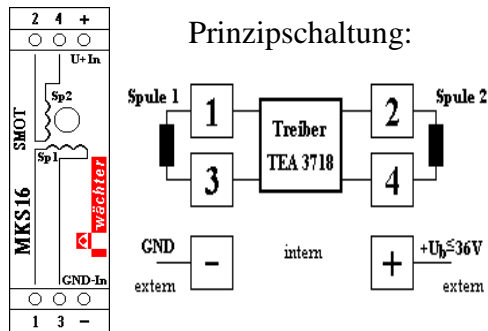 2 4 +
U+In
Sp2
SMOT
Sp1
MKS16
wächter
GND-In
1 3 -
Prinzipschaltung:
Spule 1
1
2
Spule 2
Treiber
TEA 3718
3
4
GND
-
intern
+
+Ub≦36V
extern
extern